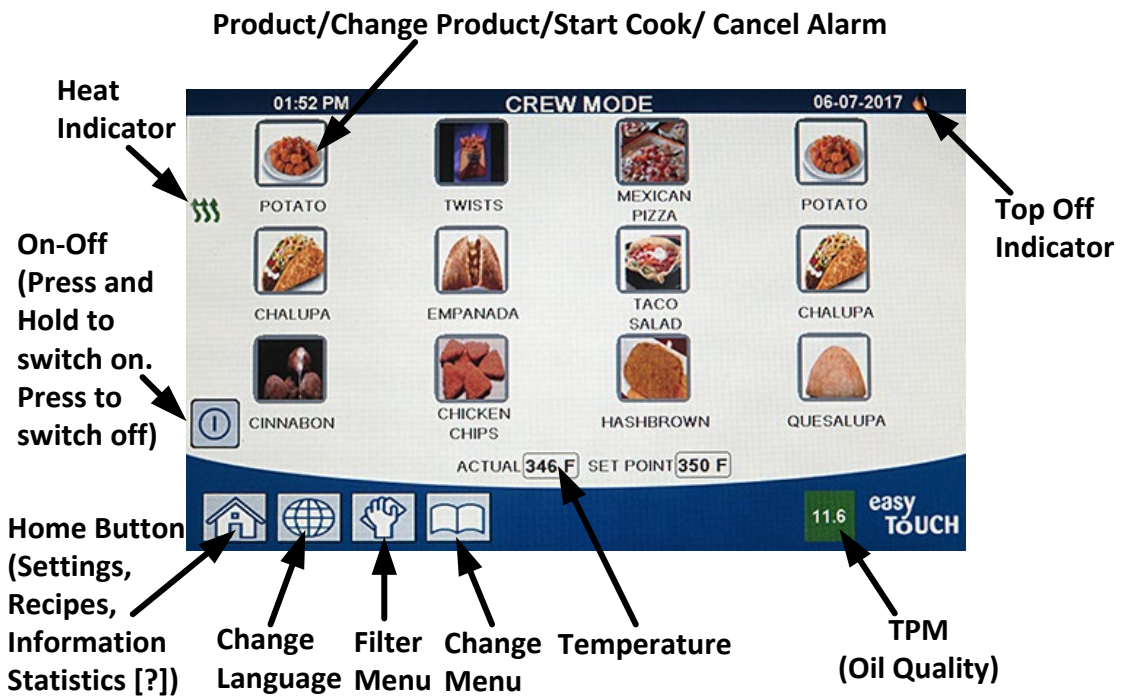 Product/Change Product/Start Cook/ Cancel Alarm
Heat
Indicator
01:52 PM
CREW MODE
06-07-2017
POTATO
TWISTS
MEXICAN
PIZZA
POTATO
Top Off
Indicator
On-Off
(Press and
Hold to
switch on.
Press to
switch off)
CHALUPA
EMPANADA
TACO
SALAD
CHALUPA
CINNABON
CHICKEN
CHIPS
HASHBROWN
QUESALUPA
ACTUAL 346 F SET POINT 350 F
11.6
easy
ToUCH
Home Button
(Settings,
Recipes,
Information
Statistics [?])
Change
Language
Filter
Menu
Change
Menu
Temperature
TPM
(Oil Quality)